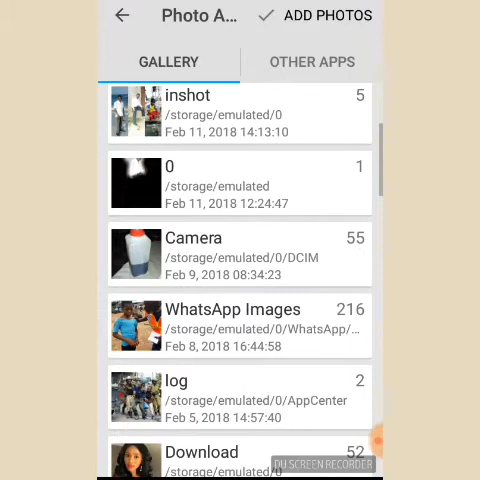 Photo A... ADD PHOTOS
GALLERY OTHER APPS
inshot 5
/storage/emulated/0
Feb 11, 2018 14:13:10
0 1
/storage/emulated
Feb 11, 2018 12:24:47
Camera 55
/storage/emulated/0/DCIM
Feb 9, 2018 08:34:23
WhatsApp Images 216
/storage/emulated/0/WhatsApp/...
Feb 8, 2018 16:44:58
log 2
/storage/emulated/0/AppCenter
Feb 5, 2018 14:57:40
Download 52
/storage/emulated/0
DU SCREEN RECORDER